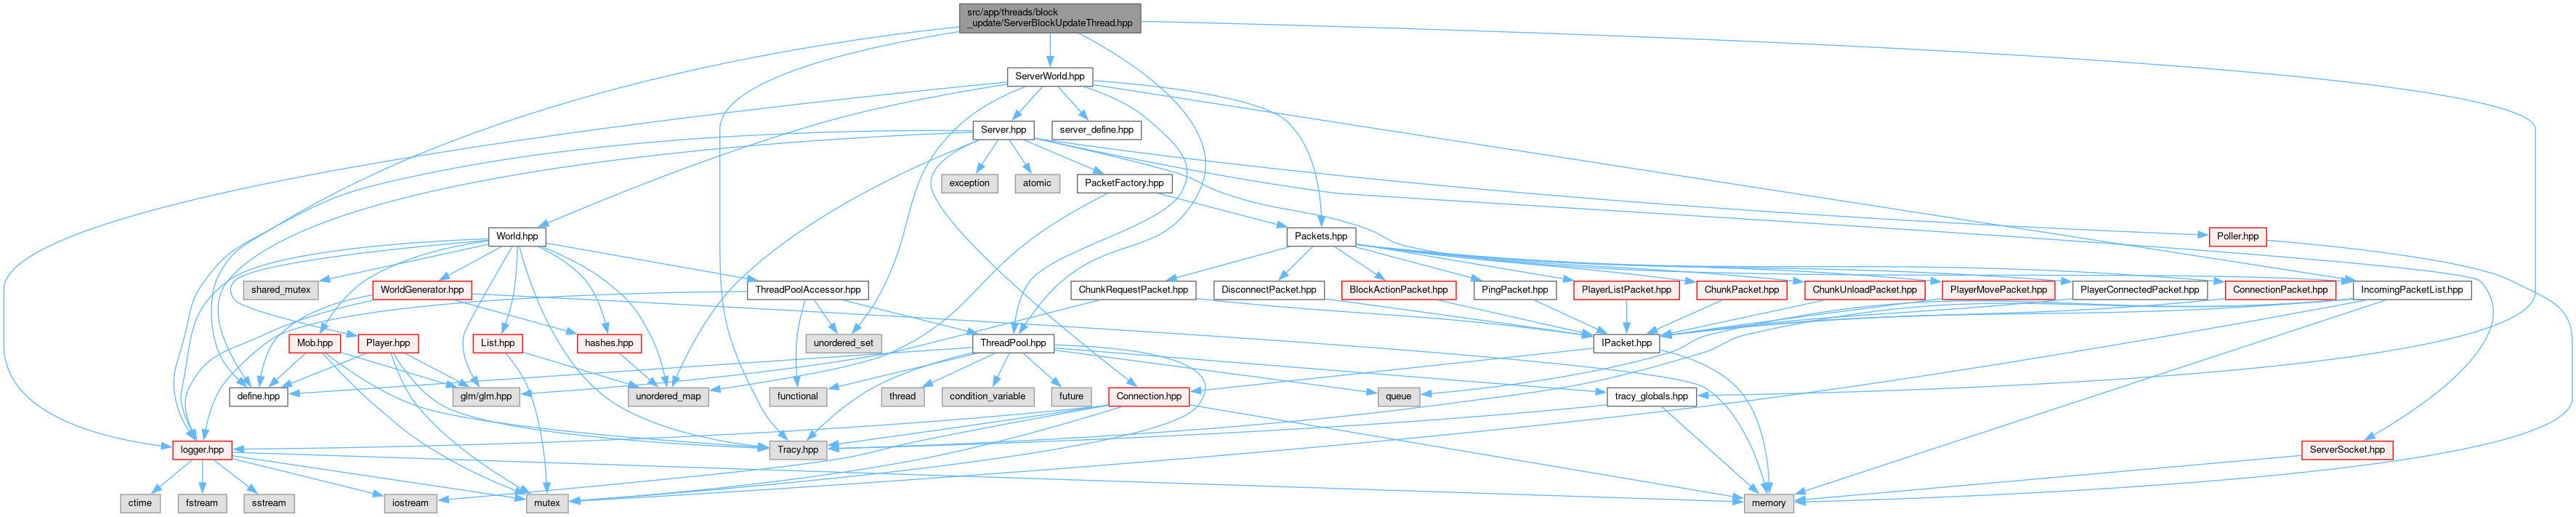 src/app/threads/block
_update/ServerBlockUpdateThread.hpp
ServerWorld.hpp
Server.hpp
server_define.hpp
exception
atomic
PacketFactory.hpp
World.hpp
Packets.hpp
Poller.hpp
shared_mutex
WorldGenerator.hpp
ThreadPoolAccessor.hpp
ChunkRequestPacket.hpp
DisconnectPacket.hpp
BlockActionPacket.hpp
PingPacket.hpp
PlayerListPacket.hpp
ChunkPacket.hpp
ChunkUnloadPacket.hpp
PlayerMovePacket.hpp
PlayerConnectedPacket.hpp
ConnectionPacket.hpp
IncomingPacketList.hpp
Mob.hpp
Player.hpp
List.hpp
hashes.hpp
unordered_set
ThreadPool.hpp
IPacket.hpp
define.hpp
glm/glm.hpp
unordered_map
functional
thread
condition_variable
future
Connection.hpp
queue
tracy_globals.hpp
logger.hpp
Tracy.hpp
ServerSocket.hpp
ctime
fstream
sstream
iostream
mutex
memory